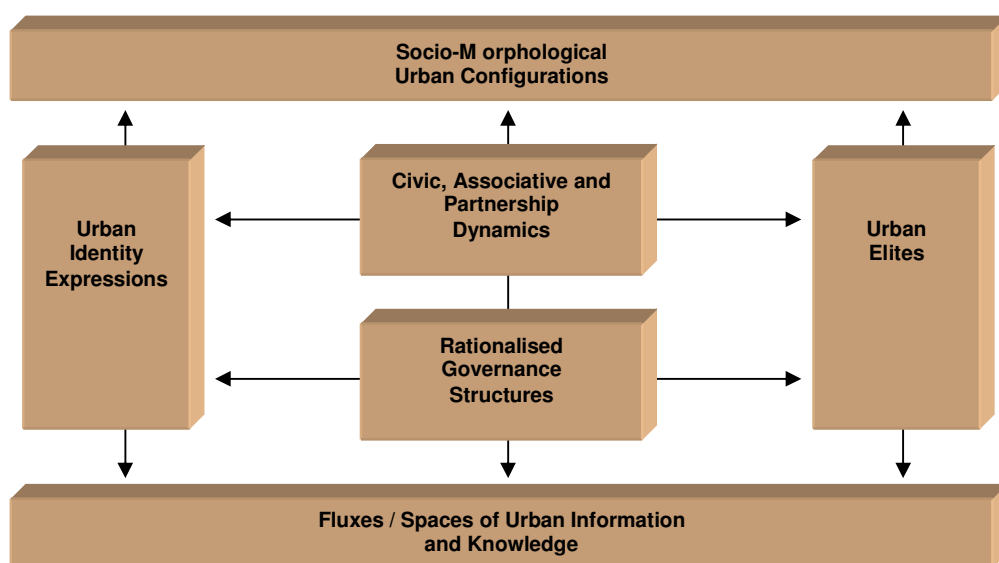 Socio-M orphological
Urban Configurations
Civic, Associative and
Partnership
Dynamics
Urban
Identity
Expressions
Urban
Elites
Rationalised
Governance
Structures
Fluxes / Spaces of Urban Information
and Knowledge